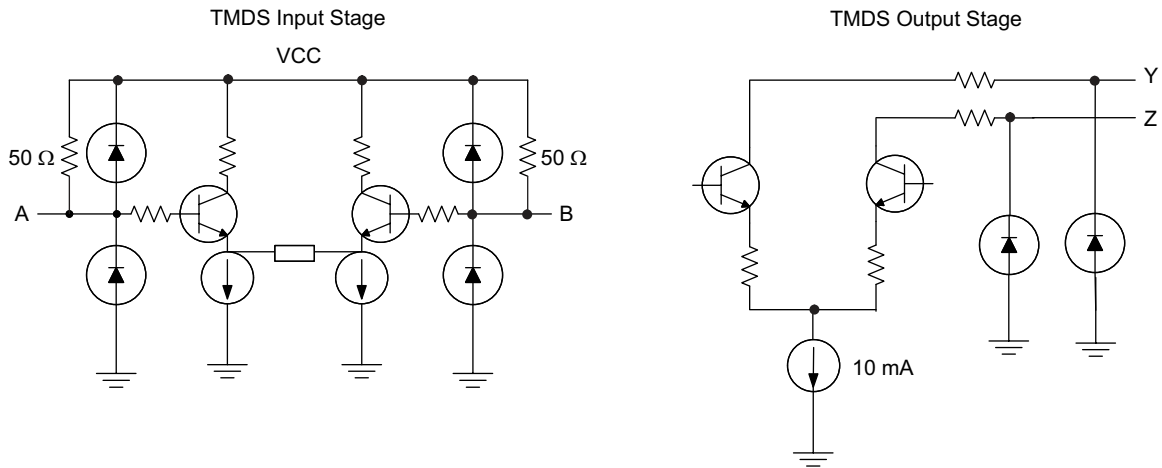 TMDS Input Stage
TMDS Output Stage
VCC
Y
Z
50 Ω
50 Ω
A
B
10 mA